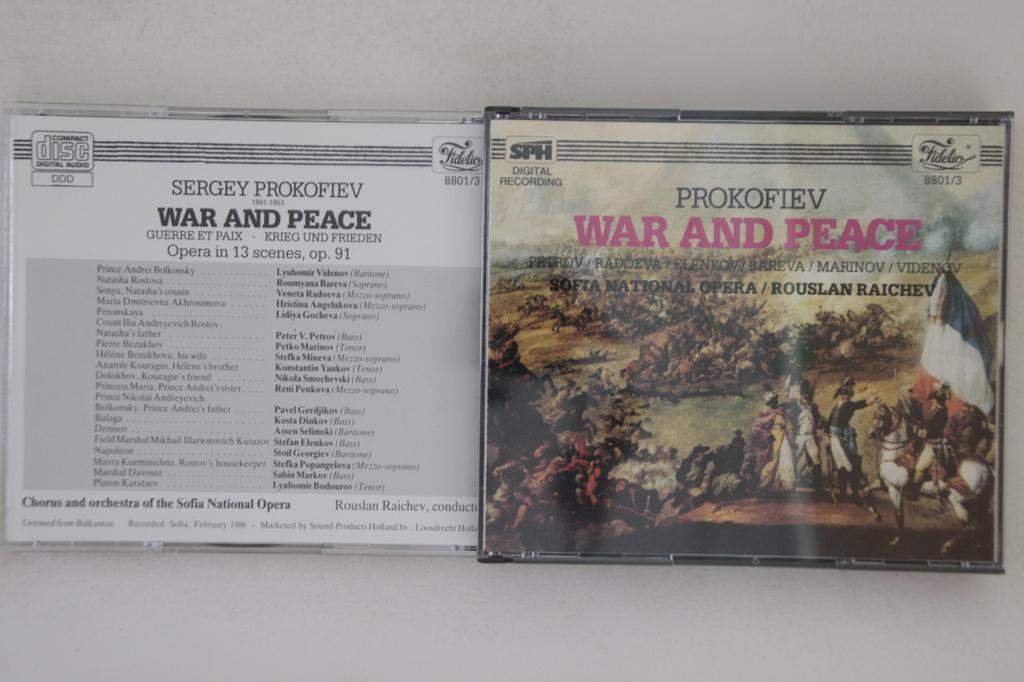 COMPACT
disc
DIGITAL AUDIO
DDD
Fidelio
8801/3
SERGEY PROKOFIEV
1891-1953
WAR AND PEACE
GUERRE ET PAIX - KRIEG UND FRIEDEN
Opera in 13 scenes, op. 91
Prince Andrei Bolkonsky . . . . . . . . . Lyubomir Videnov (Baritone)
Natasha Rostova . . . . . . . . . Roumyana Bareva (Soprano)
Sonya, Natasha's cousin . . . . . . . . . Veneta Radoeva (Mezzo-soprano)
Maria Dmitrievna Akhrosimova . . . . Hristina Angelakova (Mezzo-soprano)
Peronskaya . . . . . . . . . Lidiya Gocheva (Soprano)
Count Ilia Andreyevich Rostov,
Natasha's father . . . . . . . . . Peter V. Petrov (Bass)
Pierre Bezukhov . . . . . . . . . Petko Marinov (Tenor)
Hélène Bezukhova, his wife . . . . . . . Stefka Mineva (Mezzo-soprano)
Anatole Kouragin, Hélène's brother . . Konstantin Yankov (Tenor)
Dolokhov, Kouragin's friend . . . . . . Nikola Smochevski (Bass)
Princess Maria, Prince Andrei's sister . . . . Reni Penkova (Mezzo-soprano)
Prince Nikolai Andreyevich
Bolkonsky, Prince Andrei's father . . . . . Pavel Gerdjikov (Bass)
Balaga . . . . . . . . . Kosta Dinkov (Bass)
Denisov . . . . . . . . . Assen Selimski (Baritone)
Field Marshal Mikhail Illarionovich Kutuzov Stefan Elenkov (Bass)
Napoleon . . . . . . . . . Stoil Georgiev (Baritone)
Mavra Kuzminichna, Rostov's housekeeper Stefka Popangelova (Mezzo-soprano)
Marshal Davoust . . . . . . . . . Sabin Markov (Bass)
Platon Karataev . . . . . . . . . Lyubomir Bodourov (Tenor)
Chorus and orchestra of the Sofia National Opera Rouslan Raichev, conducto
Licensed from Balkanton Recorded: Sofia, February 1986 - Marketed by Sound-Products Holland bv., Loosdrecht Holla
SPH
DIGITAL
RECORDING
Fidelio
8801/3
PROKOFIEV
WAR AND PEACE
PETROV / RADOEVA / ELENKOV / BAREVA / MARINOV / VIDENOV
SOFIA NATIONAL OPERA / ROUSLAN RAICHEV